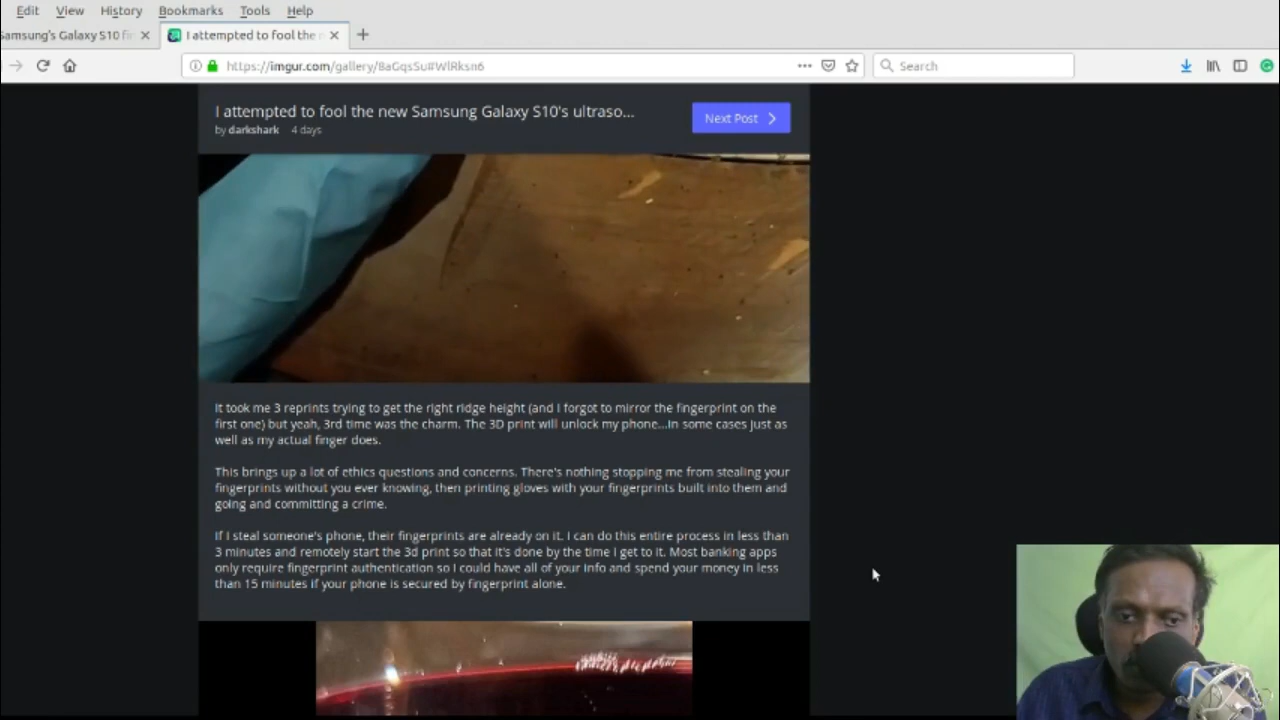 Edit View History Bookmarks Tools Help
Samsung's Galaxy S10 fi
I attempted to fool the n
https://imgur.com/gallery/8aGqsSu#WlRksn6
Search
I attempted to fool the new Samsung Galaxy S10's ultraso...
by darkshark 4 days
Next Post
It took me 3 reprints trying to get the right ridge height (and I forgot to mirror the fingerprint on the
first one) but yeah, 3rd time was the charm. The 3D print will unlock my phone...in some cases just as
well as my actual finger does.
This brings up a lot of ethics questions and concerns. There's nothing stopping me from stealing your
fingerprints without you ever knowing, then printing gloves with your fingerprints built into them and
going and committing a crime.
If I steal someone's phone, their fingerprints are already on it. I can do this entire process in less than
3 minutes and remotely start the 3d print so that it's done by the time I get to it. Most banking apps
only require fingerprint authentication so I could have all of your info and spend your money in less
than 15 minutes if your phone is secured by fingerprint alone.